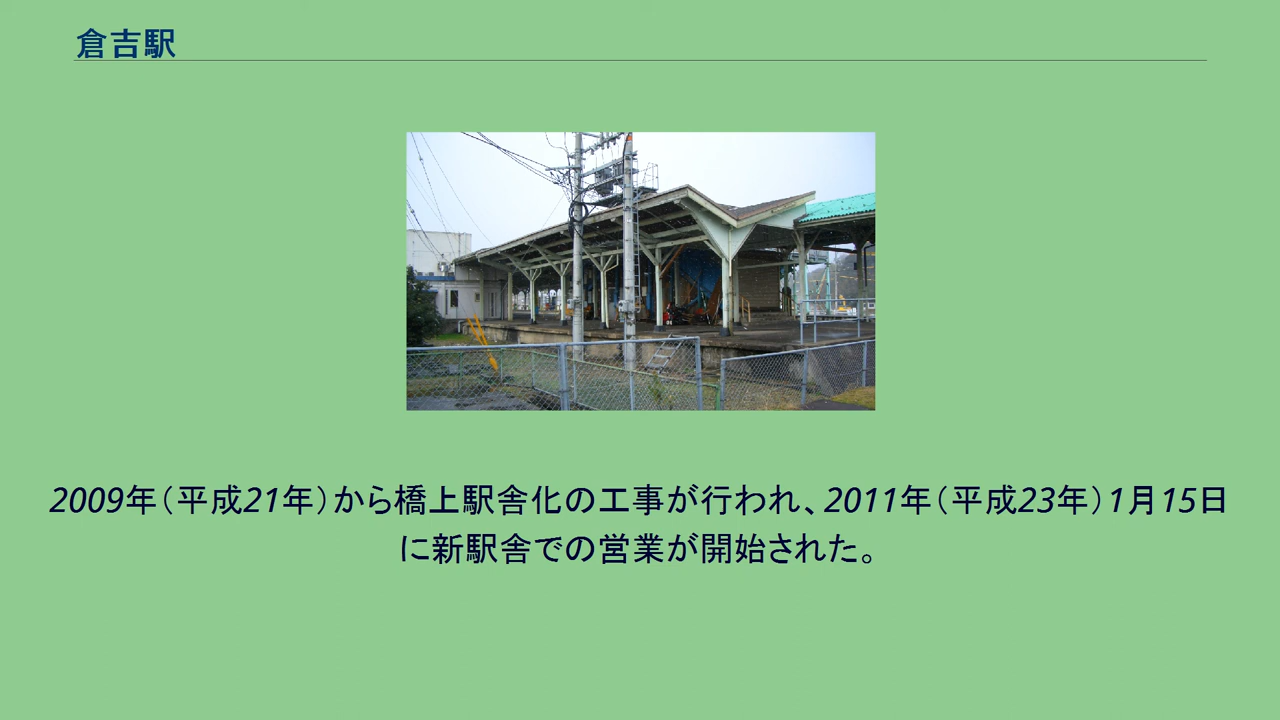 倉吉駅
2009年（平成21年）から橋上駅舎化の工事が行われ、2011年（平成23年）1月15日
に新駅舎での営業が開始された。